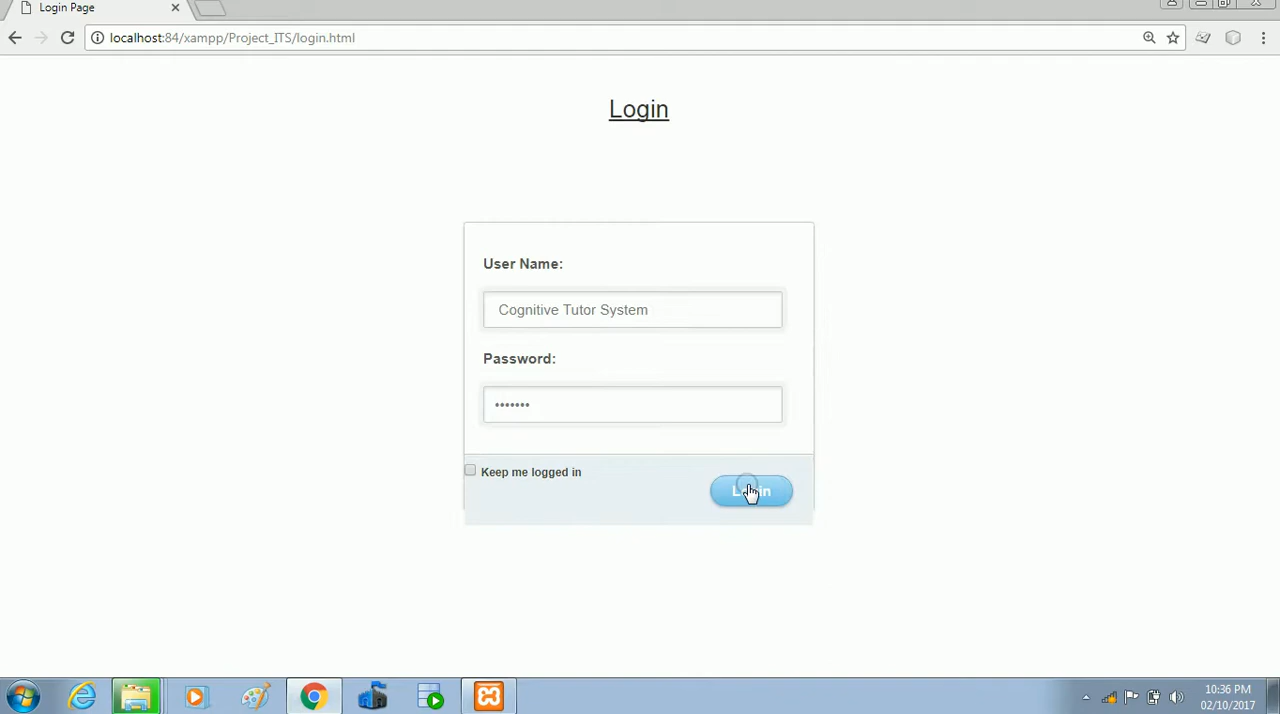 Login Page
localhost:84/xampp/Project_ITS/login.html
Login
User Name:
Cognitive Tutor System
Password:
•••••••
Keep me logged in
Login
10:36 PM
02/10/2017